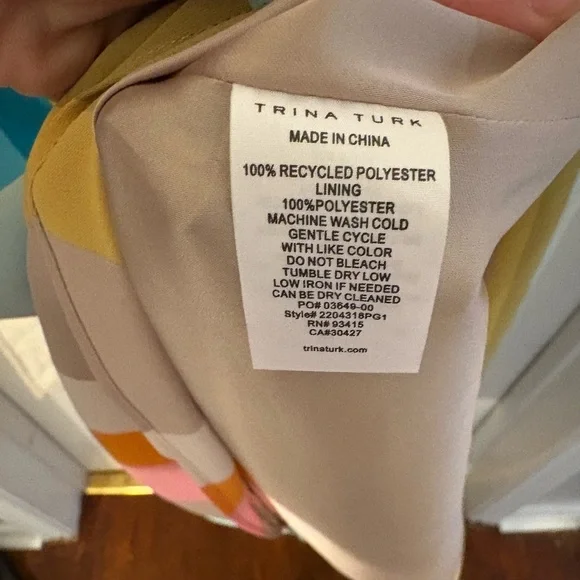 TRINA TURK
MADE IN CHINA
100% RECYCLED POLYESTER
LINING
100%POLYESTER
MACHINE WASH COLD
GENTLE CYCLE
WITH LIKE COLOR
DO NOT BLEACH
TUMBLE DRY LOW
LOW IRON IF NEEDED
CAN BE DRY CLEANED
PO# 03649-00
Style# 2204318PG1
RN# 93415
CA#30427
trinaturk.com